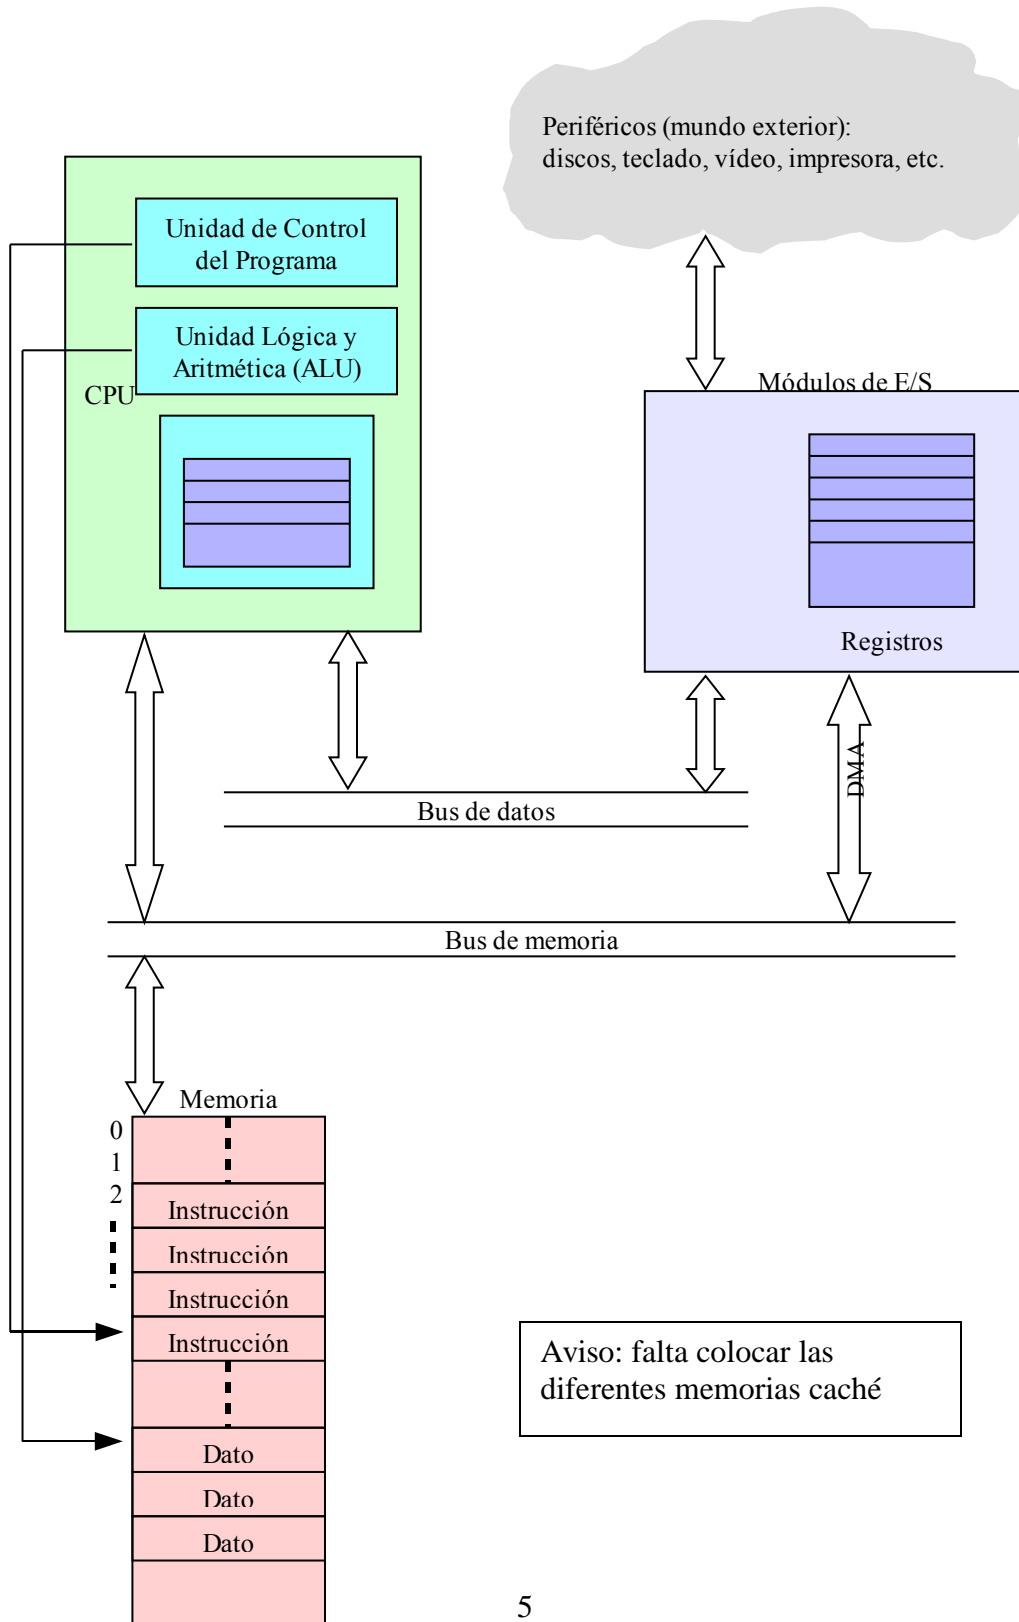 Periféricos (mundo exterior):
discos, teclado, vídeo, impresora, etc.
Unidad de Control
del Programa
Unidad Lógica y
Aritmética (ALU)
CPU
Módulos de E/S
Registros
DMA
Bus de datos
Bus de memoria
Memoria
0
1
2
Instrucción
Instrucción
Instrucción
Instrucción
Aviso: falta colocar las
diferentes memorias caché
Dato
Dato
Dato
5